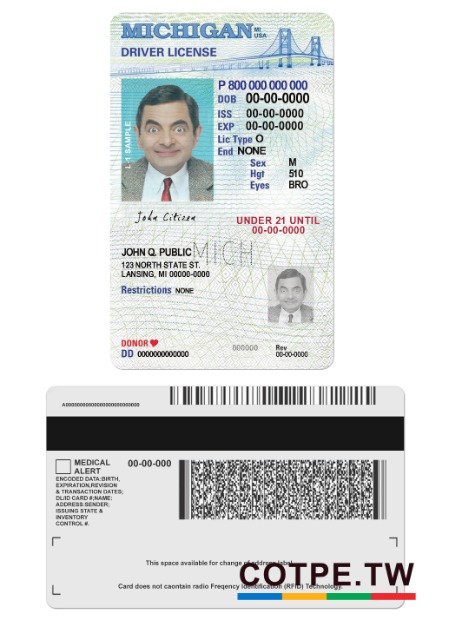 MICHIGAN MI USA
DRIVER LICENSE
P 800 000 000 000
DOB 00-00-0000
ISS 00-00-0000
EXP 00-00-0000
Lic Type O
End NONE
Sex M
Hgt 510
Eyes BRO
L-1 SAMPLE
John Citizen
UNDER 21 UNTIL
00-00-0000
JOHN Q. PUBLIC MICH
123 NORTH STATE ST.
LANSING, MI 00000-0000
Restrictions NONE
DONOR
DD 0000000000000
000000
Rev
00-00-0000
MEDICAL
ALERT
00-00-000
ENCODED DATA:BIRTH,
EXPIRATION,REVISION
& TRANSACTION DATES;
DL/ID CARD #;NAME:
ADDRESS:SENDER;
ISSUING STATE &
INVENTORY
CONTROL #.
This space available for change of address label
Card does not caontain radio Freqency Identification (RFID) Technology.
COTPE.TW